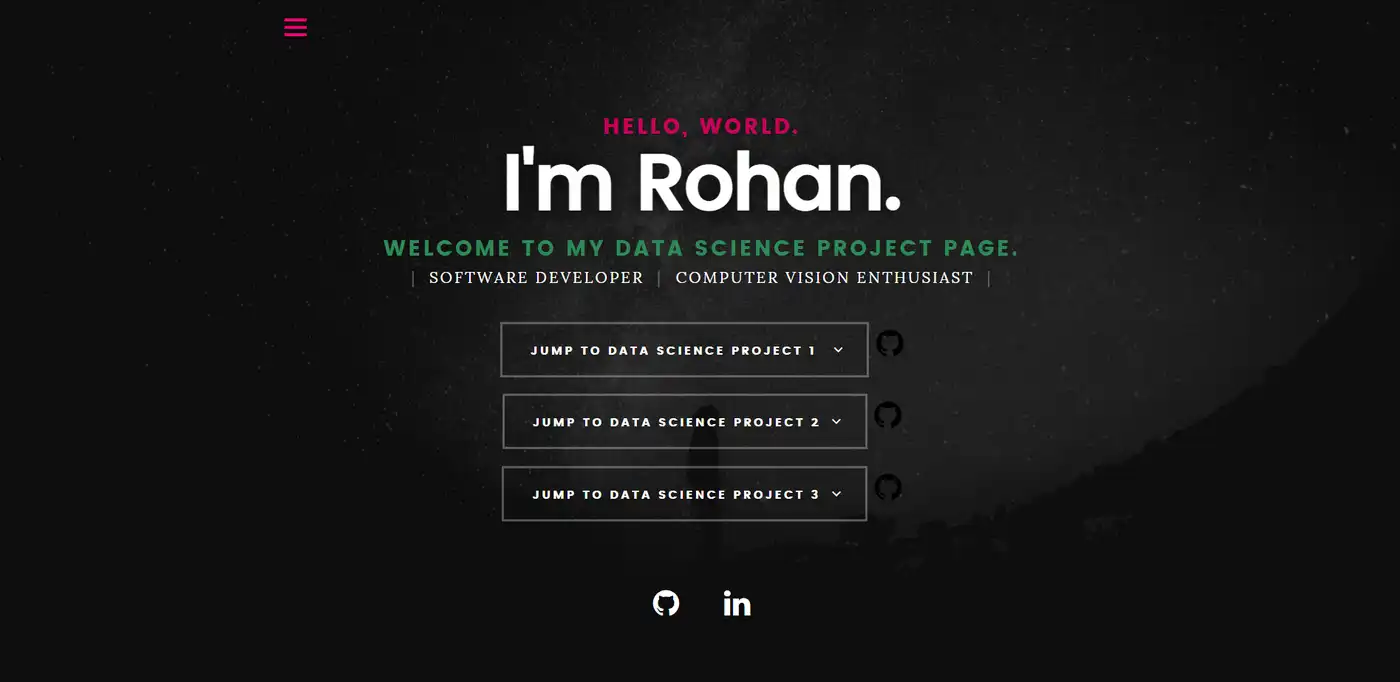 HELLO, WORLD.
I'm Rohan.
WELCOME TO MY DATA SCIENCE PROJECT PAGE.
| SOFTWARE DEVELOPER | COMPUTER VISION ENTHUSIAST |
JUMP TO DATA SCIENCE PROJECT 1
JUMP TO DATA SCIENCE PROJECT 2
JUMP TO DATA SCIENCE PROJECT 3
in